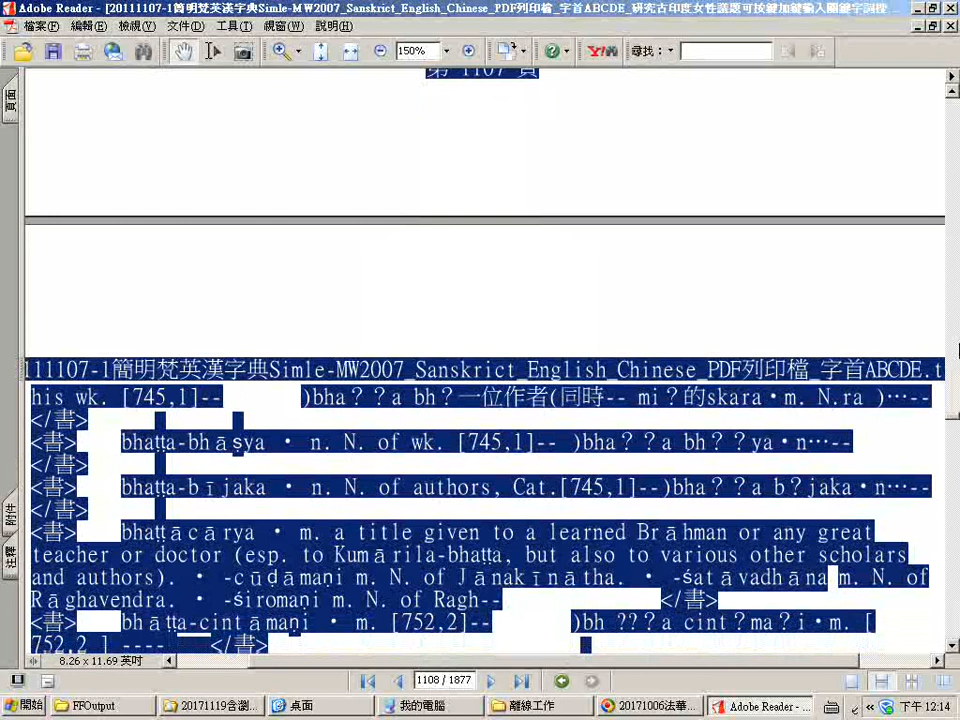 Adobe Reader - [20111107-1簡明梵英漢字典Simle-MW2007_Sanskrict_English_Chinese_PDF列印檔_字首ABCDE_研究古印度女性議題可按鍵加鍵輸入關鍵字詞搜
檔案(F) 編輯(E) 檢視(V) 文件(D) 工具(T) 視窗(W) 說明(H)
150% 尋找:
頁面
第 1107 頁
111107-1簡明梵英漢字典Simle-MW2007_Sanskrict_English_Chinese_PDF列印檔_字首ABCDE.t
his wk. [745,1]-- )bha??a bh?一位作者(同時-- mi?的skara·m. N.ra )…--
</書>
<書> bhaṭṭa-bhāṣya · n. N. of wk. [745,1]-- )bha??a bh??ya·n…--
</書>
<書> bhaṭṭa-bījaka · n. N. of authors, Cat.[745,1]--)bha??a b?jaka·n…--
</書>
<書> bhaṭṭācārya · m. a title given to a learned Brāhman or any great
teacher or doctor (esp. to Kumārila-bhaṭṭa, but also to various other scholars
and authors). · -cūḍāmaṇi m. N. of Jānakīnātha. · -śatāvadhāna m. N. of
Rāghavendra. · -śiromaṇi m. N. of Ragh-- </書>
<書> bhāṭṭa-cintāmaṇi · m. [752,2]-- )bh ???a cint?ma?i·m. [
752,2 ] ---- </書>
附件
注釋
8.26 x 11.69 英吋
1108 / 1877
開始 FFOutput 20171119含瀏... 桌面 我的電腦 離線工作 20171006法華... Adobe Reader - ... 下午 12:14